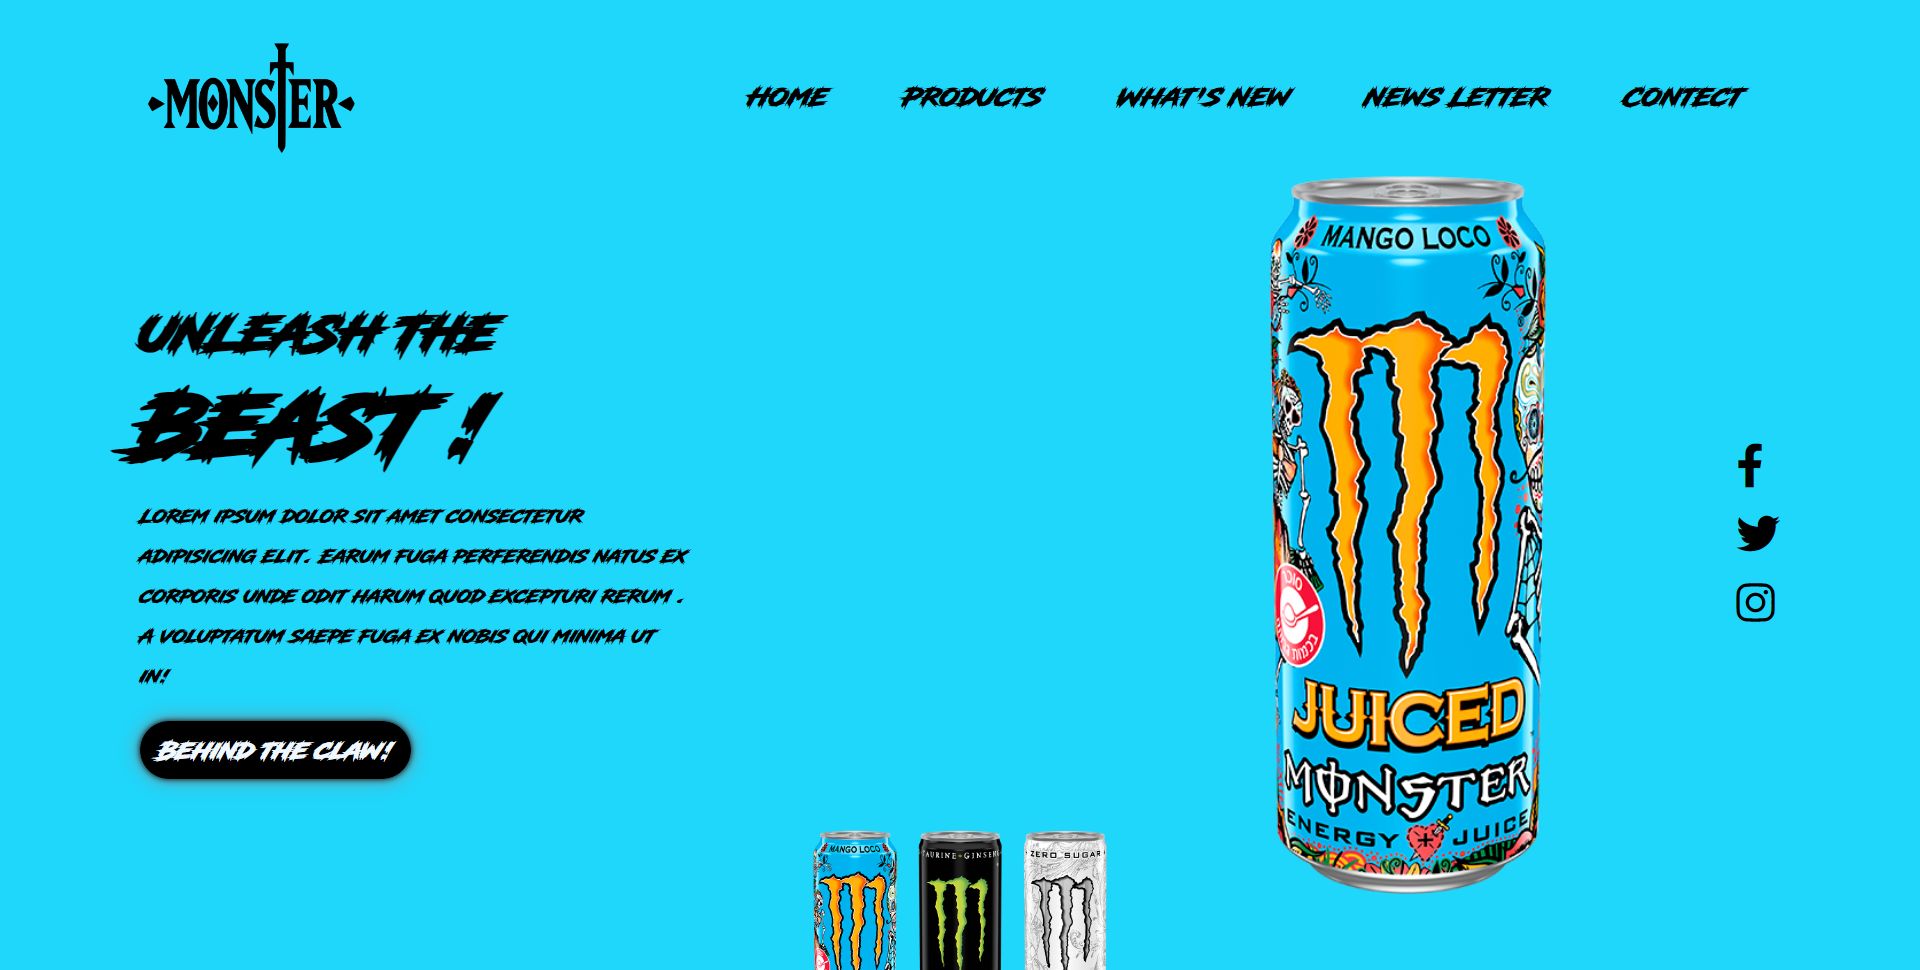 MONSTER
HOME PRODUCTS WHAT'S NEW NEWS LETTER CONTECT
MANGO LOCO
UNLEASH THE
BEAST !
LOREM IPSUM DOLOR SIT AMET CONSECTETUR
ADIPISICING ELIT. EARUM FUGA PERFERENDIS NATUS EX
CORPORIS UNDE ODIT HARUM QUOD EXCEPTURI RERUM .
A VOLUPTATUM SAEPE FUGA EX NOBIS QUI MINIMA UT
IN!
BEHIND THE CLAW!
סוכר
JUICED
MONSTER
ENERGY JUICE
MANGO LOCO
TAURINE+GINSENG
ZERO SUGAR